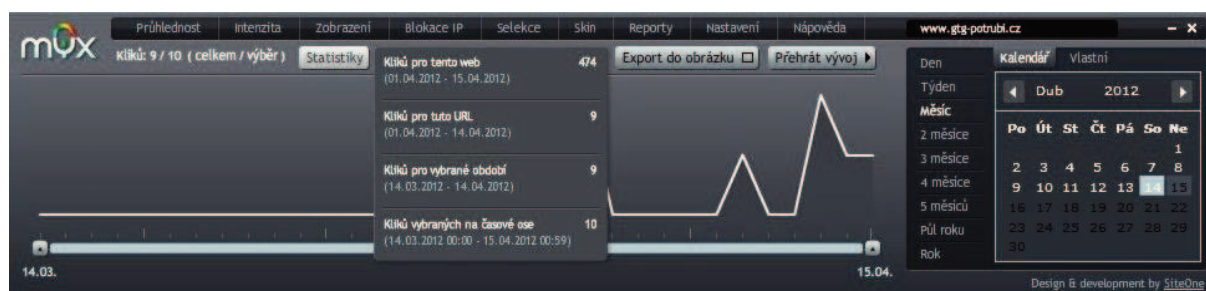 Průhlednost Intenzita Zobrazení Blokace IP Selekce Skin Reporty Nastavení Nápověda www.gtg-potrubi.cz
myx Kliků: 9 / 10 ( celkem / výběr ) Statistiky Export do obrázku Přehrát vývoj
Kliků pro tento web 474
(01.04.2012 - 15.04.2012)
Kliků pro tuto URL 9
(01.04.2012 - 14.04.2012)
Kliků pro vybrané období 9
(14.03.2012 - 14.04.2012)
Kliků vybraných na časové ose 10
(14.03.2012 00:00 - 15.04.2012 00:59)
14.03. 15.04.
Den
Týden
Měsíc
2 měsíce
3 měsíce
4 měsíce
5 měsíců
Půl roku
Rok
Kalendář Vlastní
Dub 2012
Po Út St Čt Pá So Ne
1
2 3 4 5 6 7 8
9 10 11 12 13 14 15
16 17 18 19 20 21 22
23 24 25 26 27 28 29
30
Design & development by SiteOne